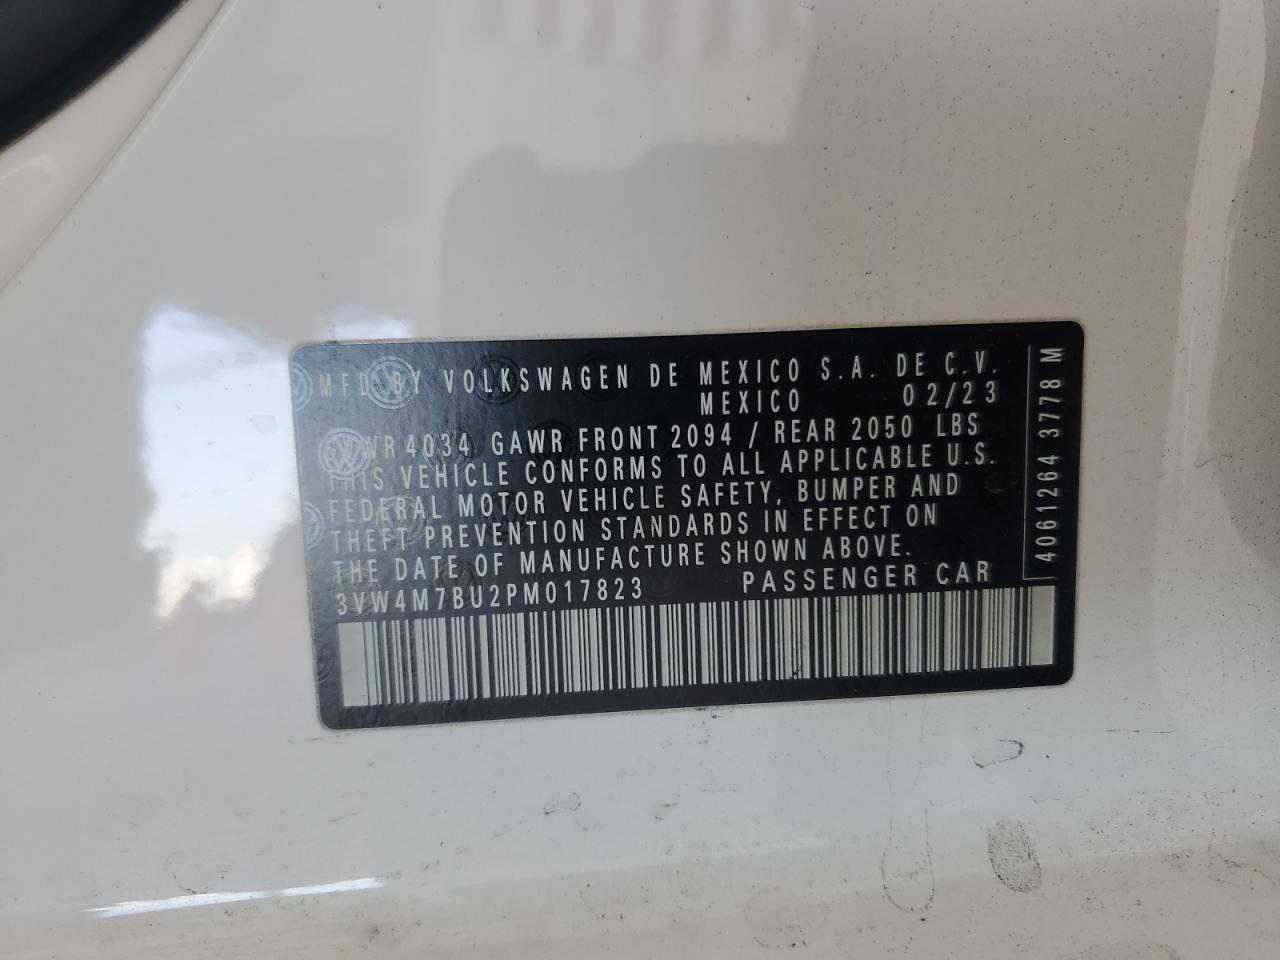 MFD BY VOLKSWAGEN DE MEXICO S.A. DE C.V.
MEXICO 02/23
GVWR 4034 GAWR FRONT 2094 / REAR 2050 LBS
THIS VEHICLE CONFORMS TO ALL APPLICABLE U.S.
FEDERAL MOTOR VEHICLE SAFETY, BUMPER AND
THEFT PREVENTION STANDARDS IN EFFECT ON
THE DATE OF MANUFACTURE SHOWN ABOVE.
3VW4M7BU2PM017823 PASSENGER CAR
4061264 3778 M